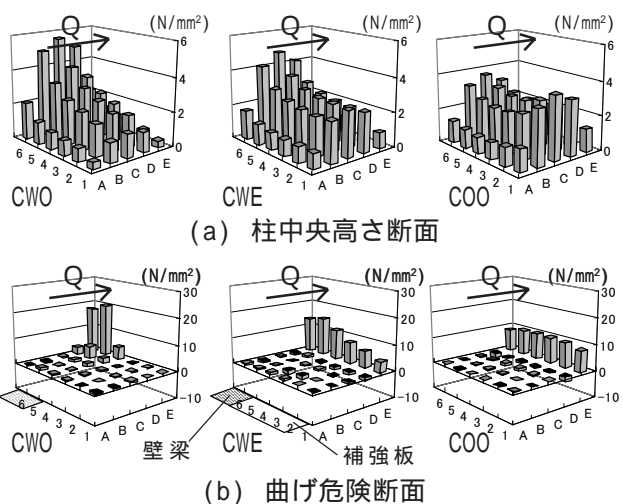 Q (N/mm²) Q (N/mm²) Q (N/mm²)
6 6 6
4 4 4
2 2 2
0 0 0
6 5 4 3 2 1 A B C D E 6 5 4 3 2 1 A B C D E 6 5 4 3 2 1 A B C D E
CWO CWE COO
(a) 柱中央高さ断面
Q (N/mm²) Q (N/mm²) Q (N/mm²)
30 30 30
20 20 20
10 10 10
0 0 0
-10 -10 -10
6 5 4 3 2 1 A B C D E 6 5 4 3 2 1 A B C D E 6 5 4 3 2 1 A B C D E
CWO CWE COO
壁梁 補強板
(b) 曲げ危険断面